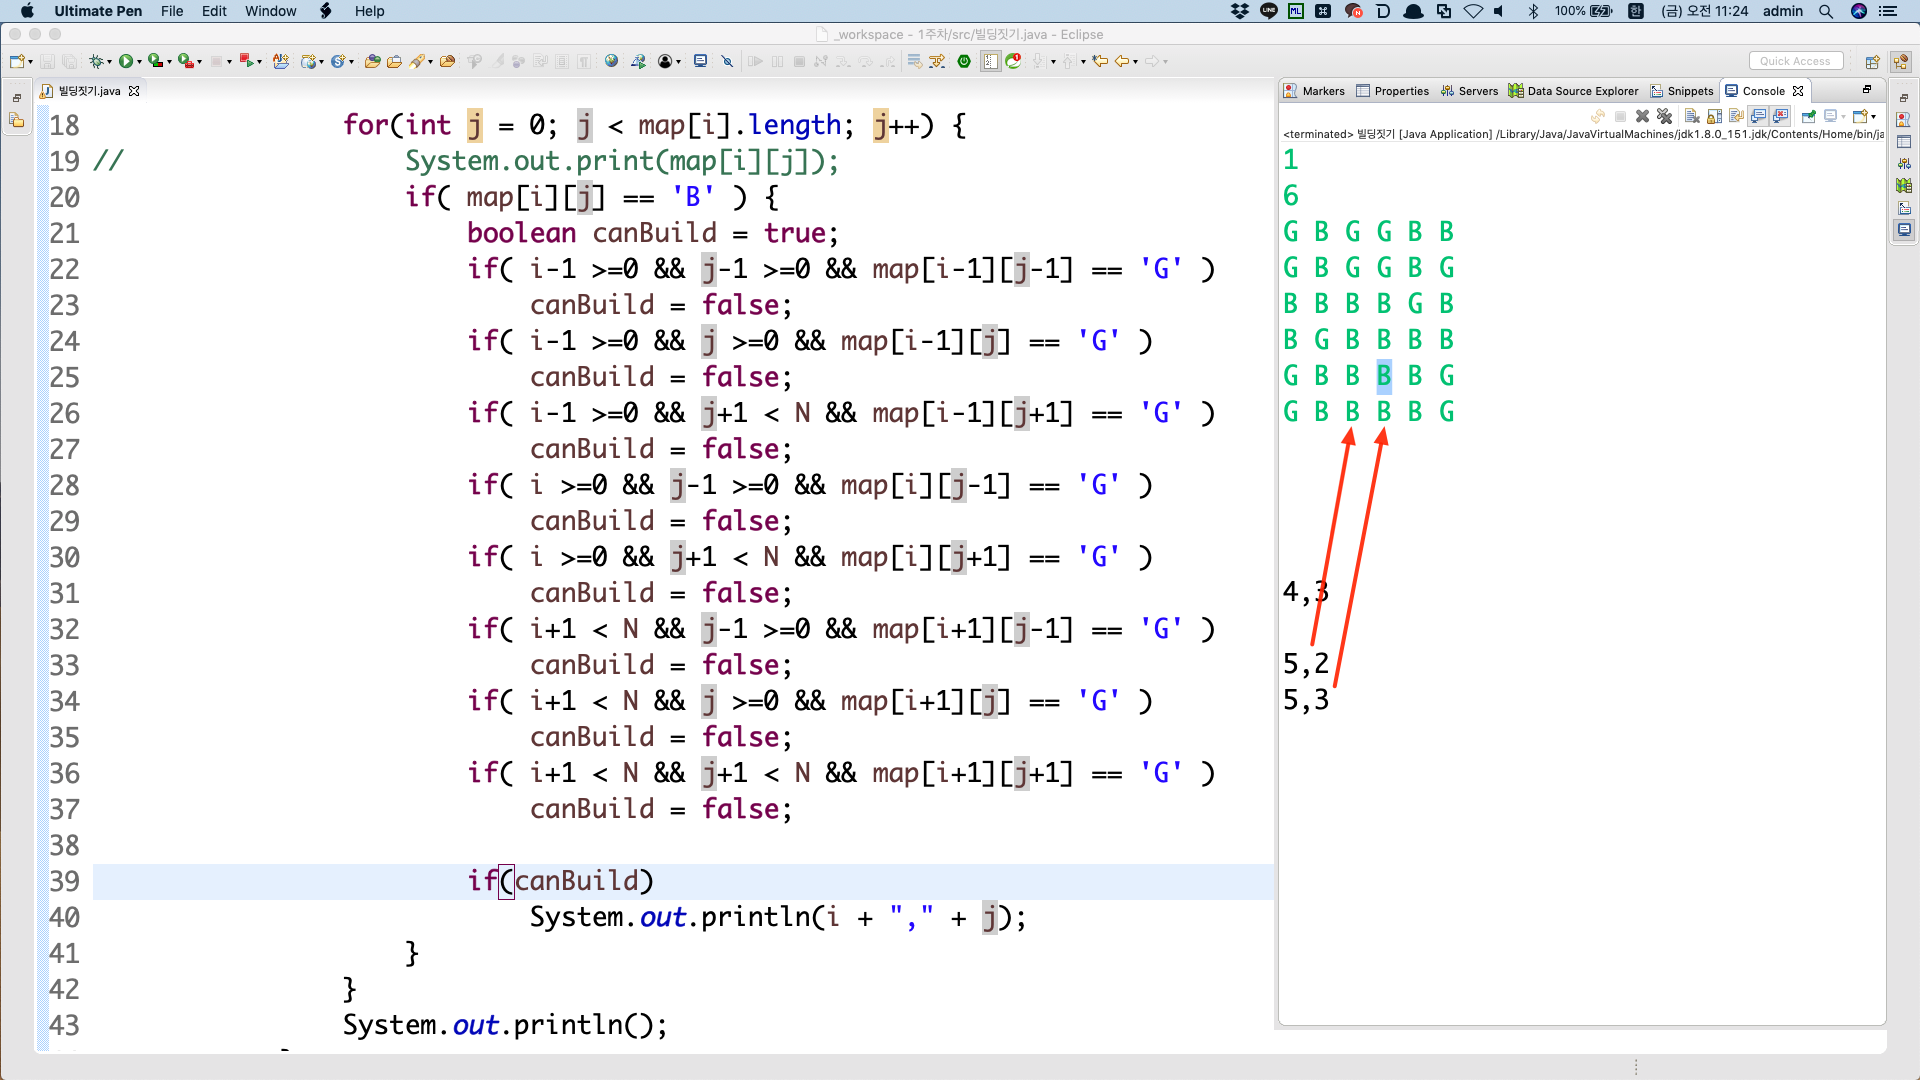 Ultimate Pen File Edit Window Help 100% 한 (금) 오전 11:24 admin
_workspace - 1주차/src/빌딩짓기.java - Eclipse
Quick Access
빌딩짓기.java
Markers Properties Servers Data Source Explorer Snippets Console
<terminated> 빌딩짓기 [Java Application] /Library/Java/JavaVirtualMachines/jdk1.8.0_151.jdk/Contents/Home/bin/ja
18 for(int j = 0; j < map[i].length; j++) {
19 // System.out.print(map[i][j]);
20 if( map[i][j] == 'B' ) {
21 boolean canBuild = true;
22 if( i-1 >=0 && j-1 >=0 && map[i-1][j-1] == 'G' )
23 canBuild = false;
24 if( i-1 >=0 && j >=0 && map[i-1][j] == 'G' )
25 canBuild = false;
26 if( i-1 >=0 && j+1 < N && map[i-1][j+1] == 'G' )
27 canBuild = false;
28 if( i >=0 && j-1 >=0 && map[i][j-1] == 'G' )
29 canBuild = false;
30 if( i >=0 && j+1 < N && map[i][j+1] == 'G' )
31 canBuild = false;
32 if( i+1 < N && j-1 >=0 && map[i+1][j-1] == 'G' )
33 canBuild = false;
34 if( i+1 < N && j >=0 && map[i+1][j] == 'G' )
35 canBuild = false;
36 if( i+1 < N && j+1 < N && map[i+1][j+1] == 'G' )
37 canBuild = false;
38
39 if(canBuild)
40 System.out.println(i + "," + j);
41 }
42 }
43 System.out.println();
1
6
G B G G B B
G B G G B G
B B B B G B
B G B B B B
G B B B B G
G B B B B G
4,3
5,2
5,3